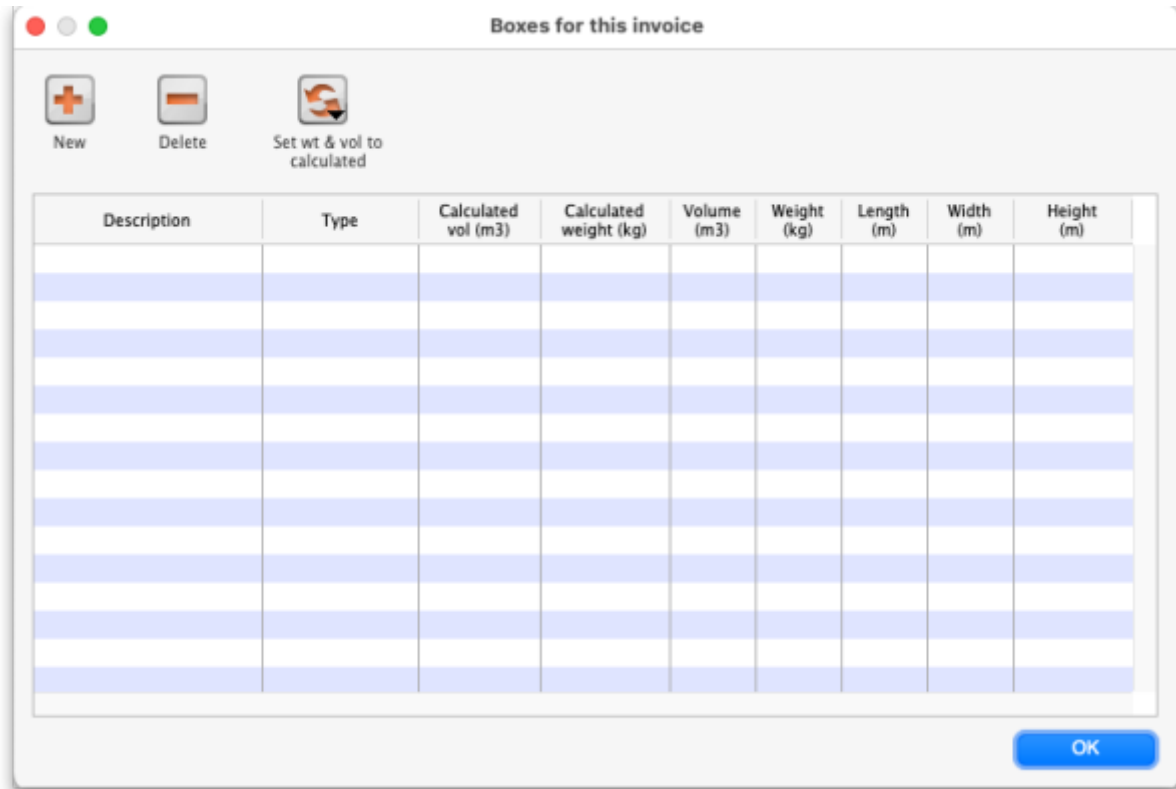 Boxes for this invoice
New
Delete
Set wt & vol to
calculated
Description
Type
Calculated
vol (m3)
Calculated
weight (kg)
Volume
(m3)
Weight
(kg)
Length
(m)
Width
(m)
Height
(m)
OK